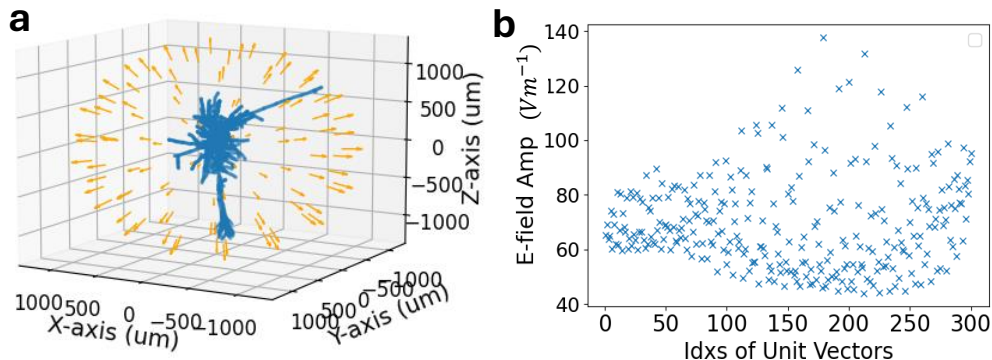 a
1000
500
0
−500
−1000
Z-axis (um)
1000 500 0 −500 −1000
X-axis (um)
1000 500 0 −500 −1000
Y-axis (um)
b
140
120
100
80
60
40
E-field Amp (Vm⁻¹)
0 50 100 150 200 250 300
Idxs of Unit Vectors